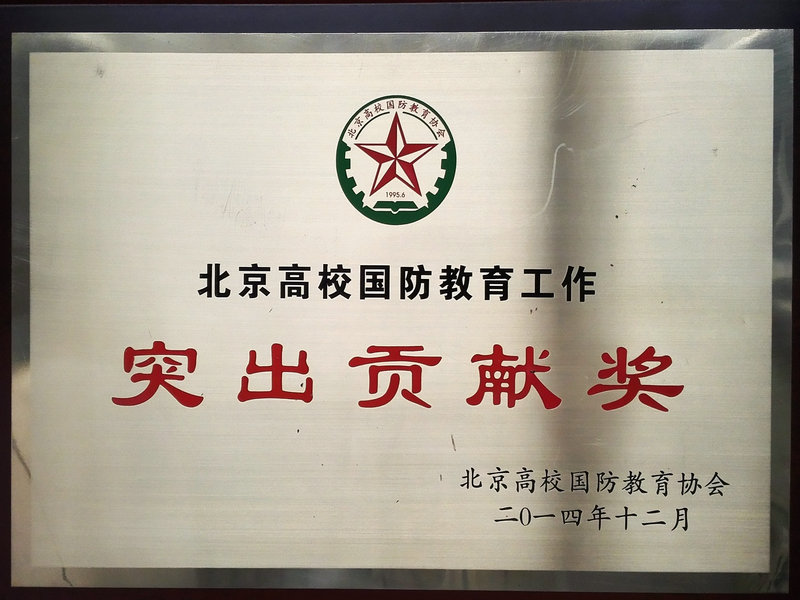 北京高校国防教育协会
1995.6
北京高校国防教育工作
突出贡献奖
北京高校国防教育协会
二〇一四年十二月